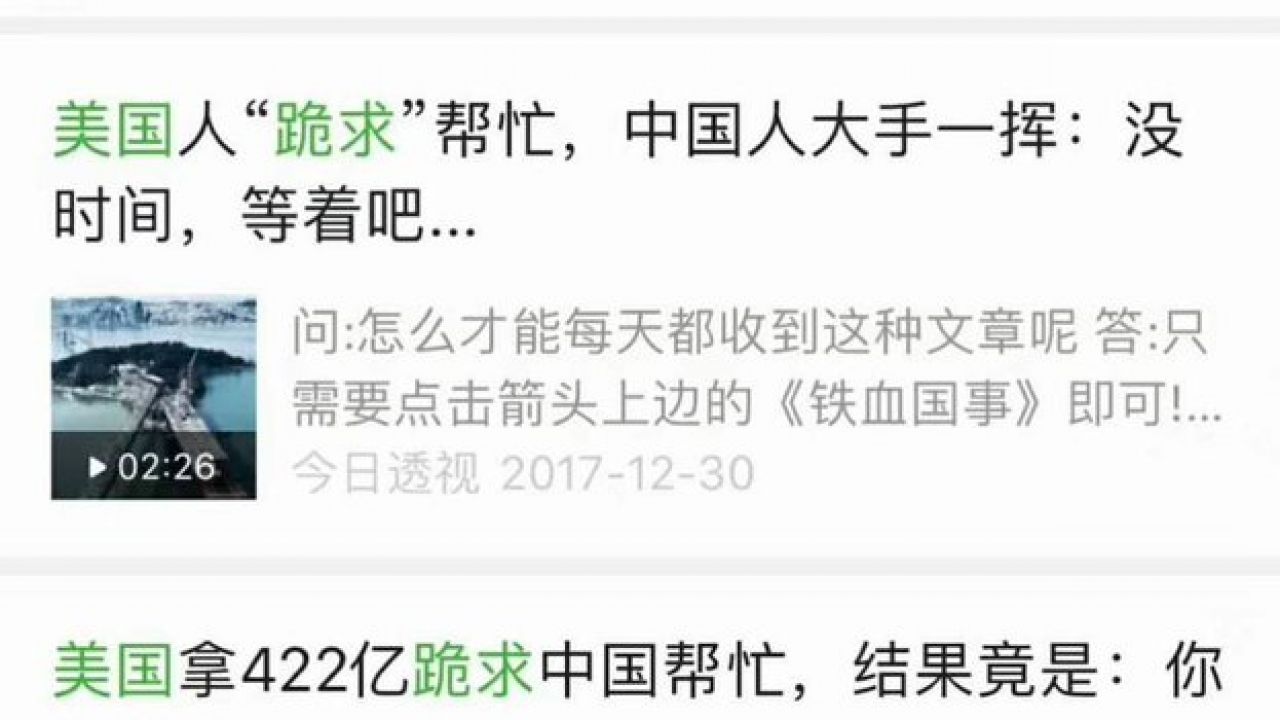 美国人“跪求”帮忙，中国人大手一挥：没
时间，等着吧...
问:怎么才能每天都收到这种文章呢 答:只
需要点击箭头上边的《铁血国事》即可!...
02:26
今日透视 2017-12-30
美国拿422亿跪求中国帮忙，结果竟是：你